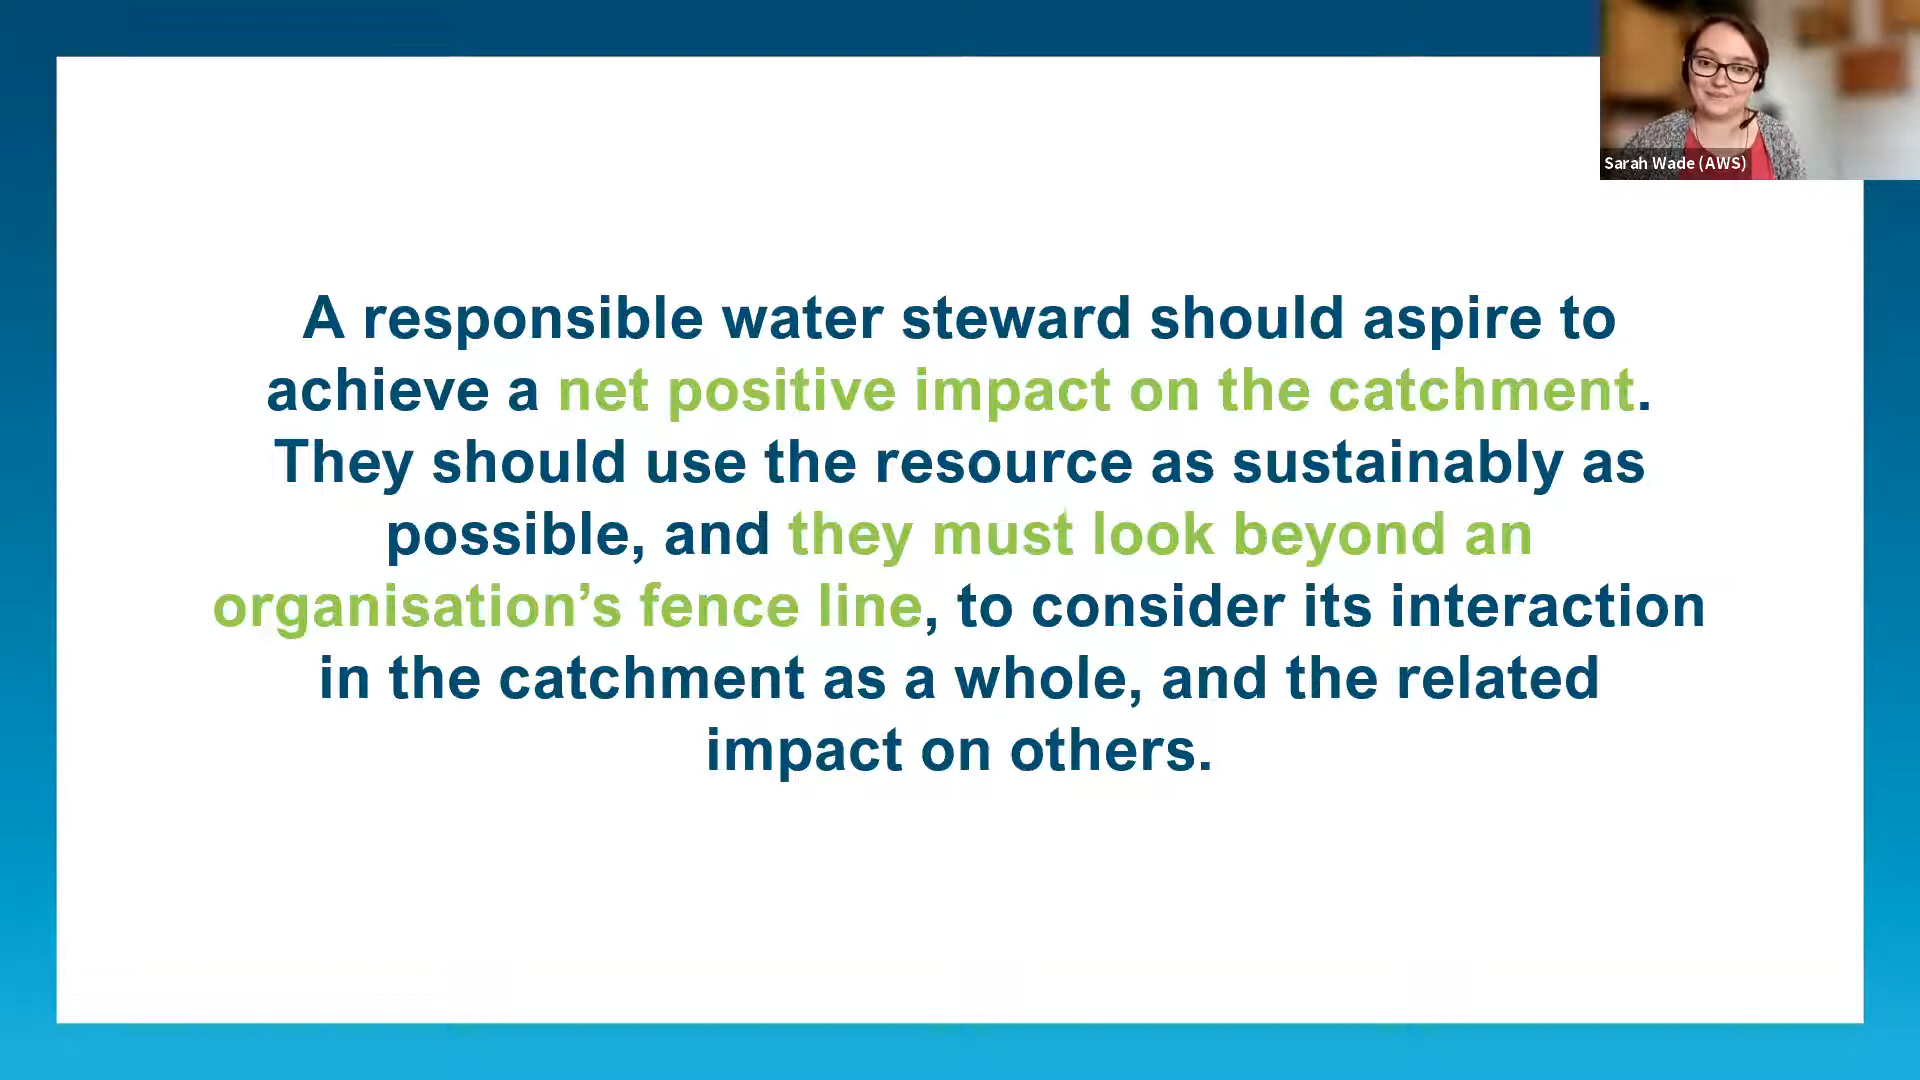 Sarah Wade (AWS)
A responsible water steward should aspire to
achieve a net positive impact on the catchment.
They should use the resource as sustainably as
possible, and they must look beyond an
organisation’s fence line, to consider its interaction
in the catchment as a whole, and the related
impact on others.